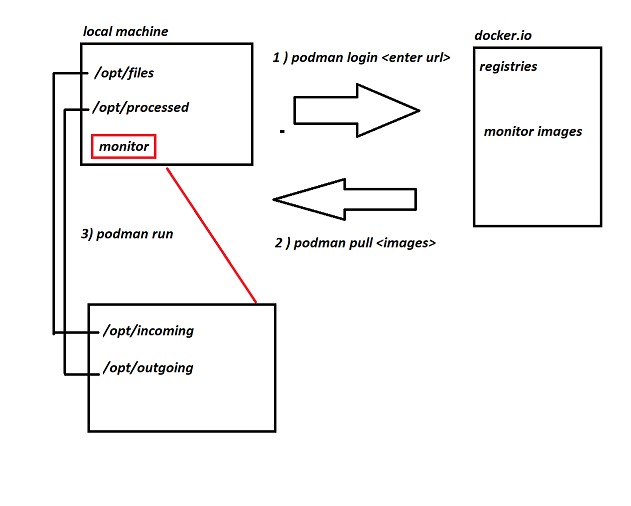 local machine
/opt/files
/opt/processed
monitor
1 ) podman login <enter url>
docker.io
registries
monitor images
2 ) podman pull <images>
3) podman run
/opt/incoming
/opt/outgoing